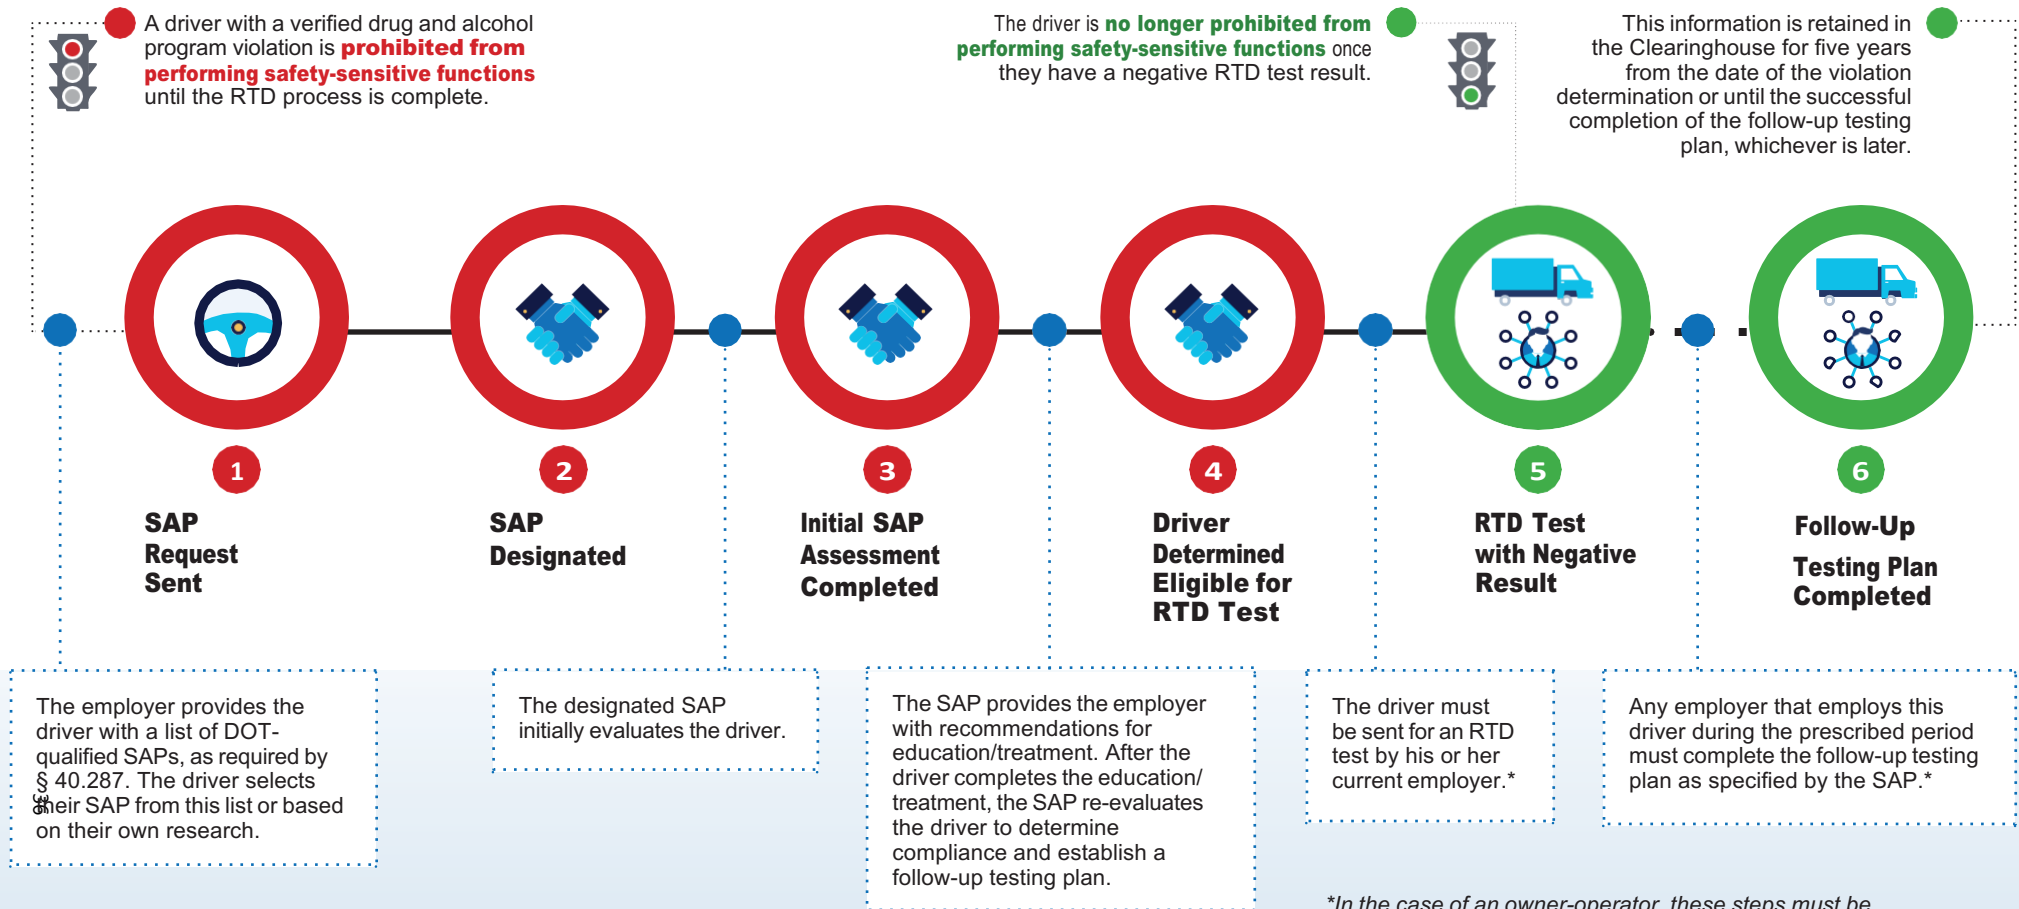 A driver with a verified drug and alcohol
program violation is prohibited from
performing safety-sensitive functions
until the RTD process is complete.
The driver is no longer prohibited from
performing safety-sensitive functions once
they have a negative RTD test result.
This information is retained in
the Clearinghouse for five years
from the date of the violation
determination or until the successful
completion of the follow-up testing
plan, whichever is later.
1
SAP
Request
Sent
2
SAP
Designated
3
Initial SAP
Assessment
Completed
4
Driver
Determined
Eligible for
RTD Test
5
RTD Test
with Negative
Result
6
Follow-Up
Testing Plan
Completed
The employer provides the
driver with a list of DOT-
qualified SAPs, as required by
§ 40.287. The driver selects
their SAP from this list or based
on their own research.
The designated SAP
initially evaluates the driver.
The SAP provides the employer
with recommendations for
education/treatment. After the
driver completes the education/
treatment, the SAP re-evaluates
the driver to determine
compliance and establish a
follow-up testing plan.
The driver must
be sent for an RTD
test by his or her
current employer.*
Any employer that employs this
driver during the prescribed period
must complete the follow-up testing
plan as specified by the SAP.*
*In the case of an owner-operator, these steps must be